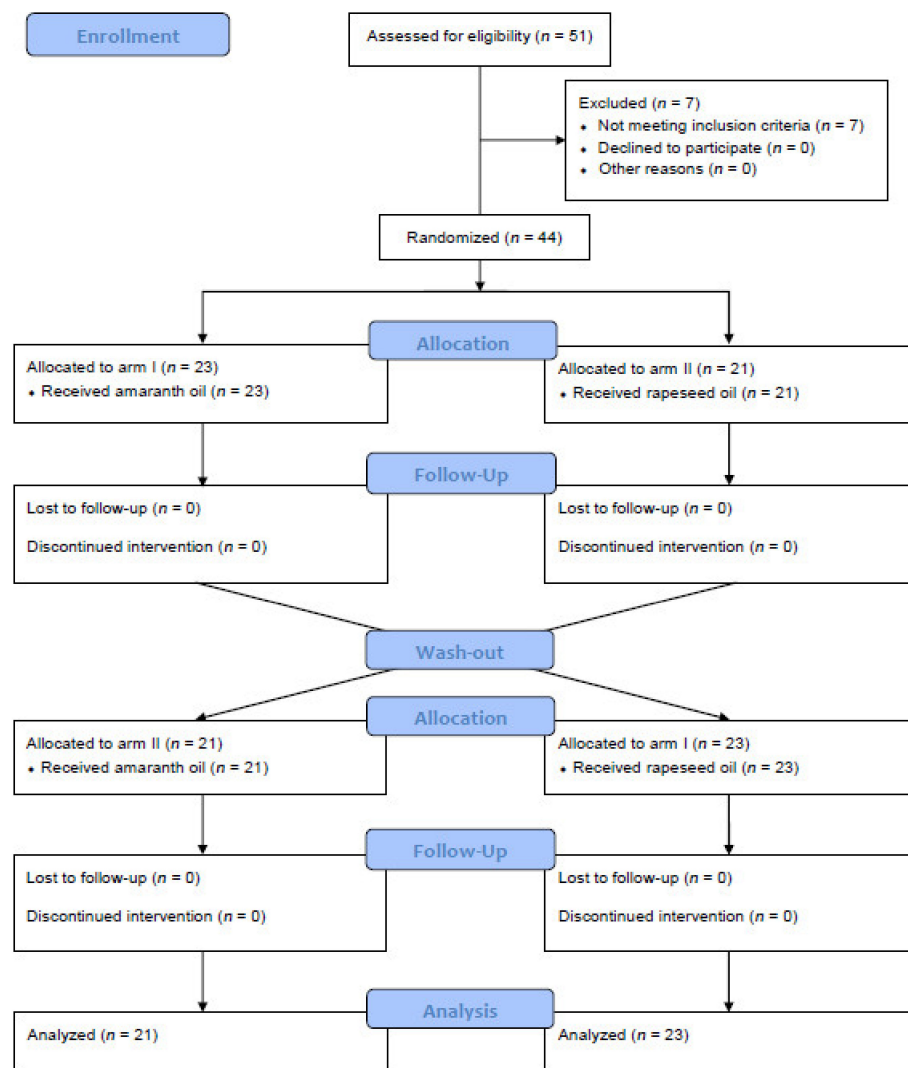 Enrollment
Assessed for eligibility (n = 51)
Excluded (n = 7)
⬥ Not meeting inclusion criteria (n = 7)
⬥ Declined to participate (n = 0)
⬥ Other reasons (n = 0)
Randomized (n = 44)
Allocation
Allocated to arm I (n = 23)
⬥ Received amaranth oil (n = 23)
Allocated to arm II (n = 21)
⬥ Received rapeseed oil (n = 21)
Follow-Up
Lost to follow-up (n = 0)
Discontinued intervention (n = 0)
Lost to follow-up (n = 0)
Discontinued intervention (n = 0)
Wash-out
Allocation
Allocated to arm II (n = 21)
⬥ Received amaranth oil (n = 21)
Allocated to arm I (n = 23)
⬥ Received rapeseed oil (n = 23)
Follow-Up
Lost to follow-up (n = 0)
Discontinued intervention (n = 0)
Lost to follow-up (n = 0)
Discontinued intervention (n = 0)
Analysis
Analyzed (n = 21)
Analyzed (n = 23)